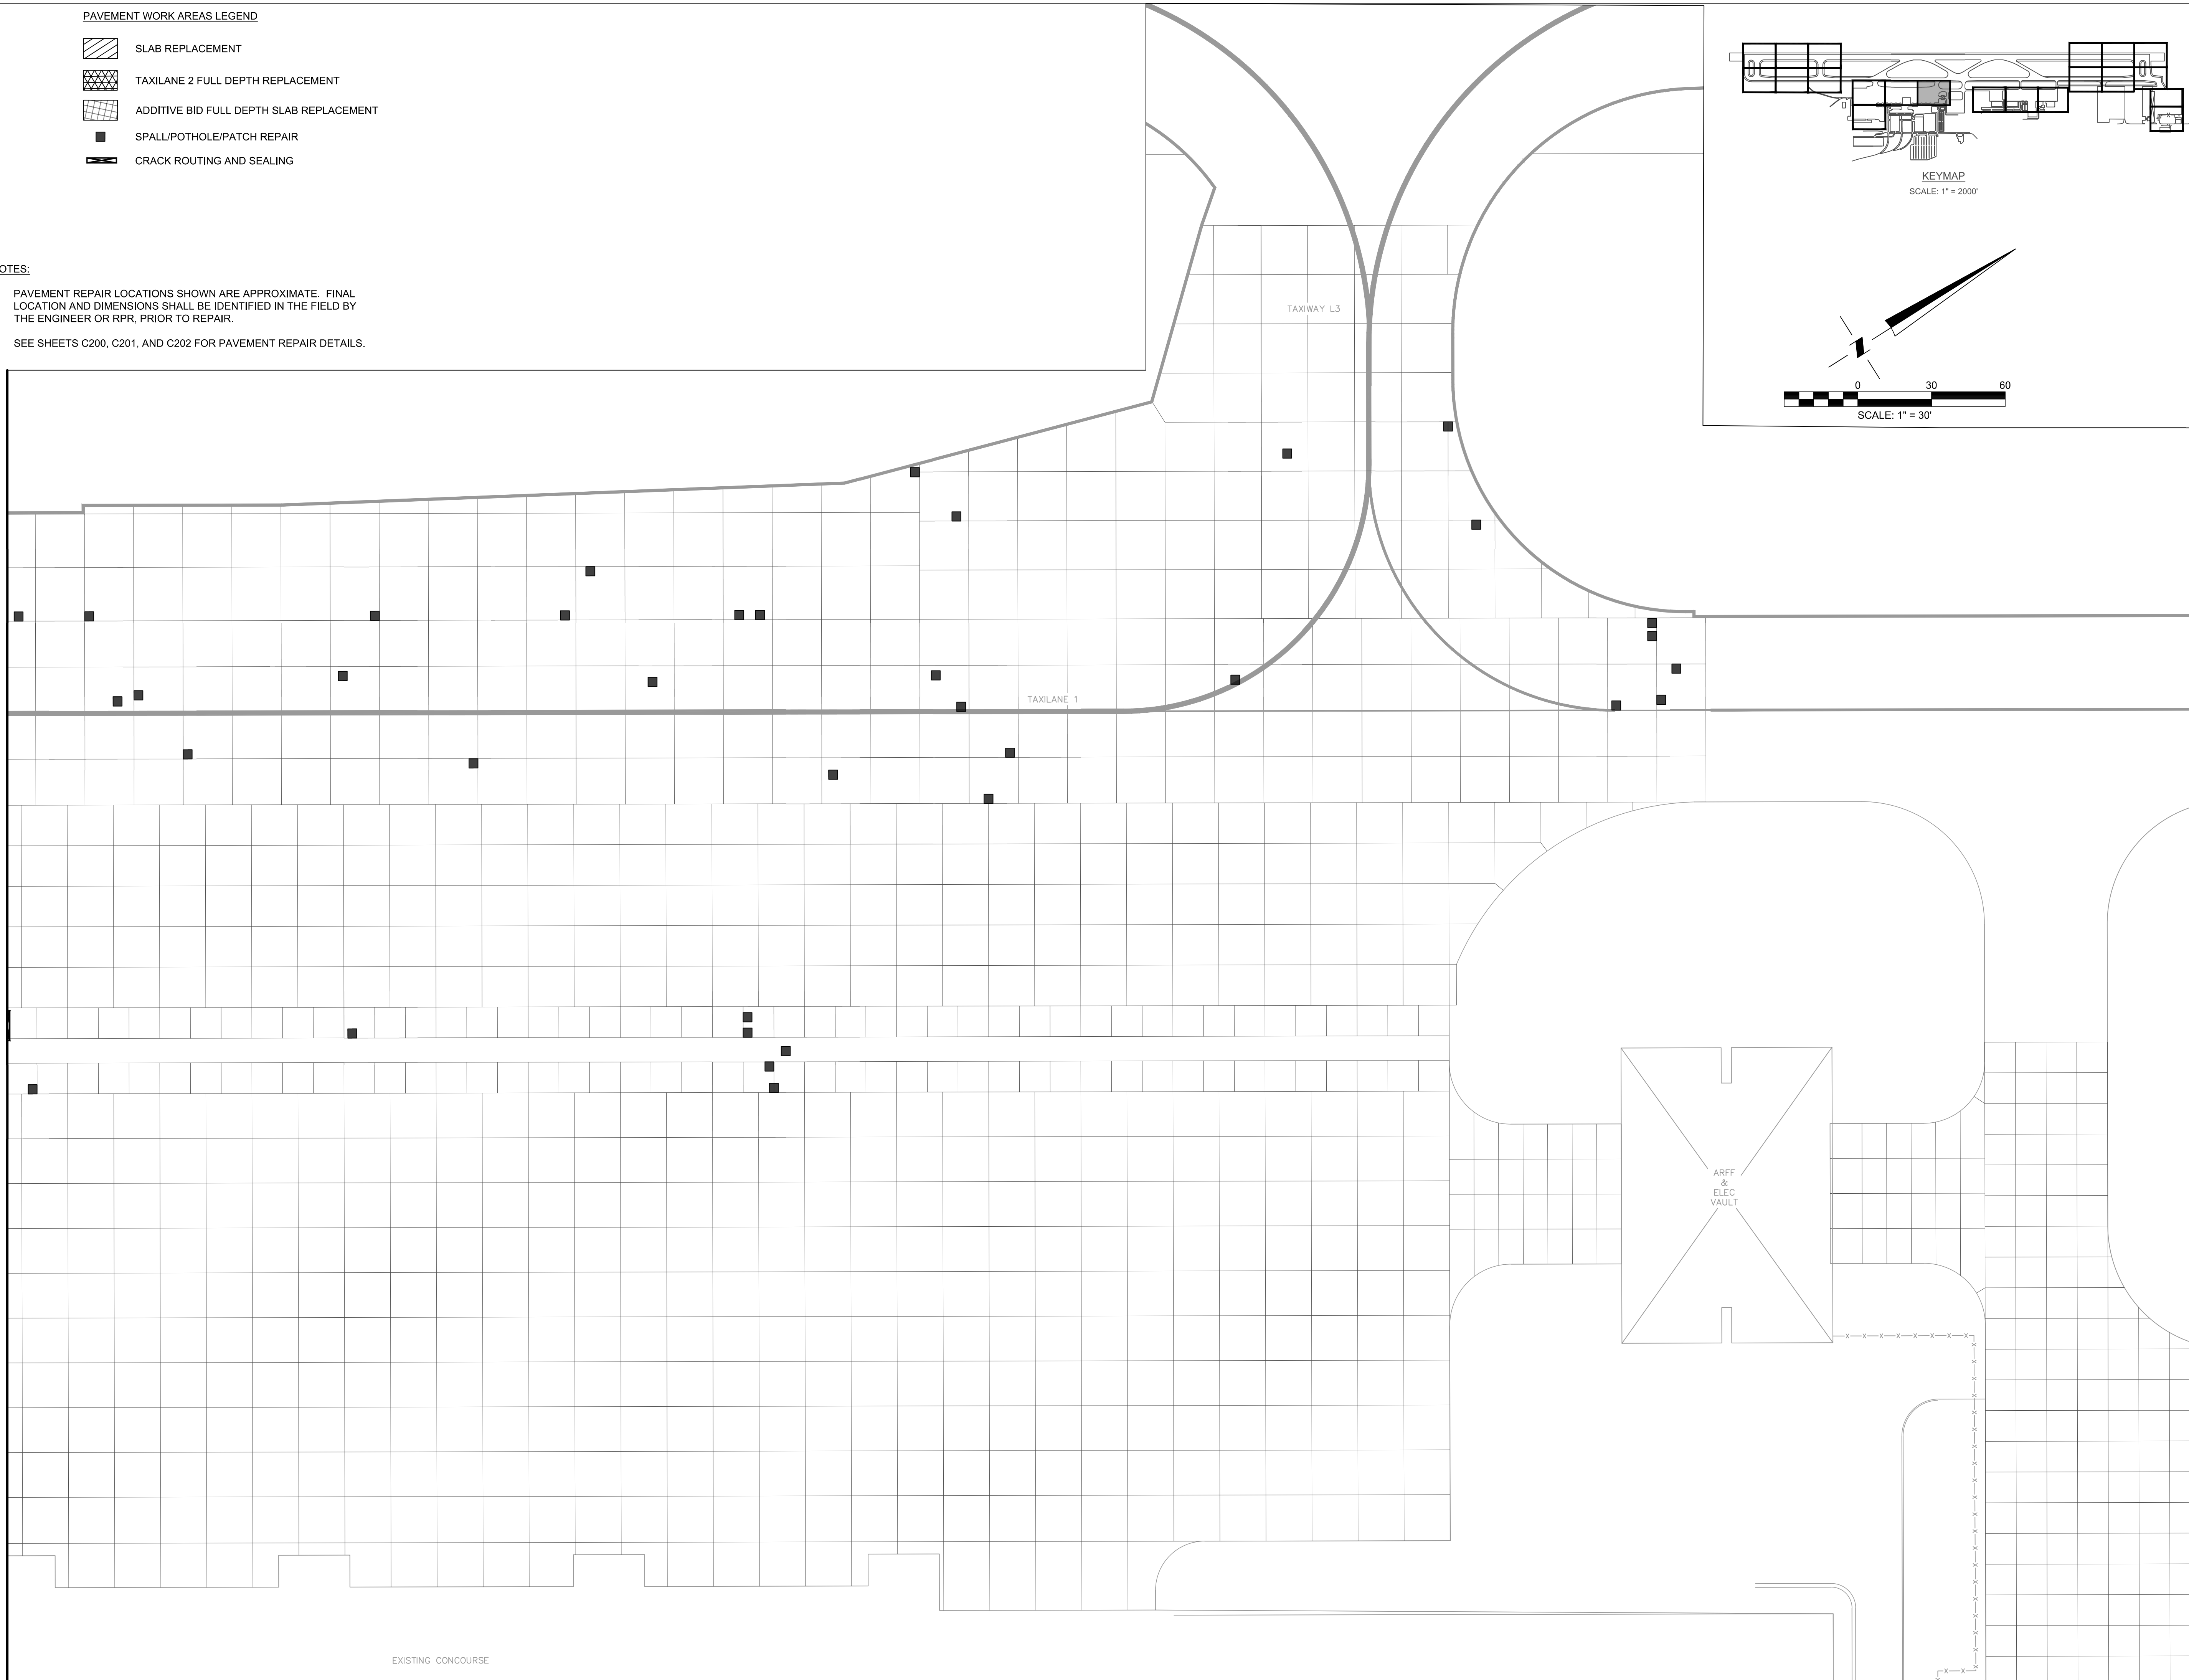 PAVEMENT WORK AREAS LEGEND
SLAB REPLACEMENT
TAXILANE 2 FULL DEPTH REPLACEMENT
ADDITIVE BID FULL DEPTH SLAB REPLACEMENT
SPALL/POTHOLE/PATCH REPAIR
CRACK ROUTING AND SEALING
OTES:
PAVEMENT REPAIR LOCATIONS SHOWN ARE APPROXIMATE. FINAL
LOCATION AND DIMENSIONS SHALL BE IDENTIFIED IN THE FIELD BY
THE ENGINEER OR RPR, PRIOR TO REPAIR.
SEE SHEETS C200, C201, AND C202 FOR PAVEMENT REPAIR DETAILS.
KEYMAP
SCALE: 1" = 2000'
0 30 60
SCALE: 1" = 30'
TAXIWAY L3
TAXILANE 1
ARFF
&
ELEC
VAULT
EXISTING CONCOURSE